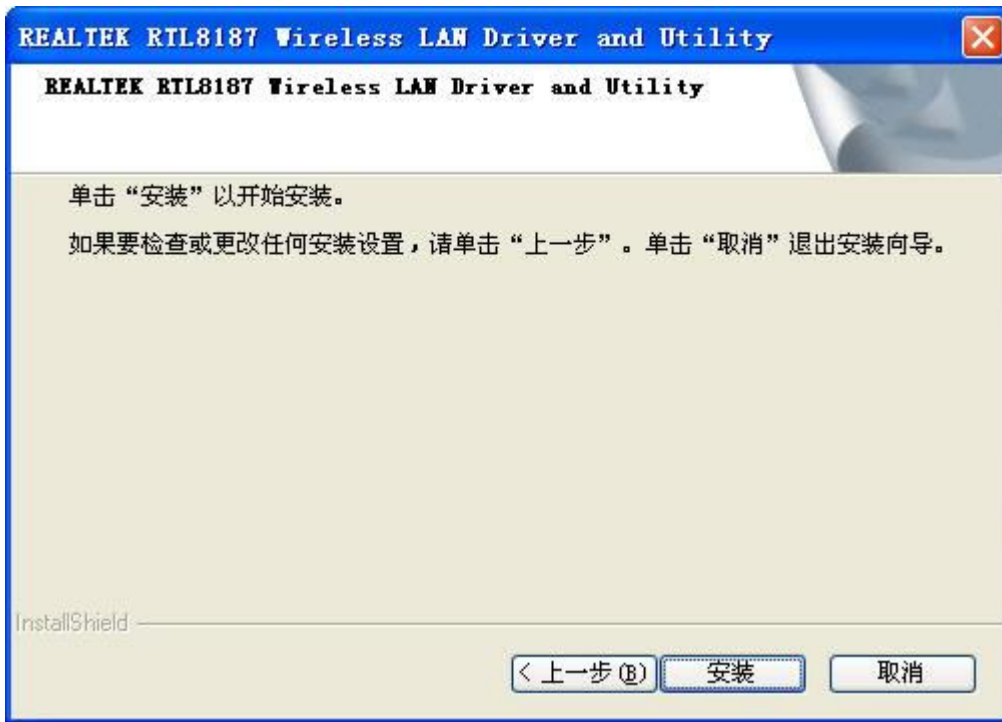 REALTEK RTL8187 Wireless LAN Driver and Utility
REALTEK RTL8187 Wireless LAN Driver and Utility
单击“安装”以开始安装。
如果要检查或更改任何安装设置，请单击“上一步”。单击“取消”退出安装向导。
InstallShield
< 上一步(B) 安装 取消